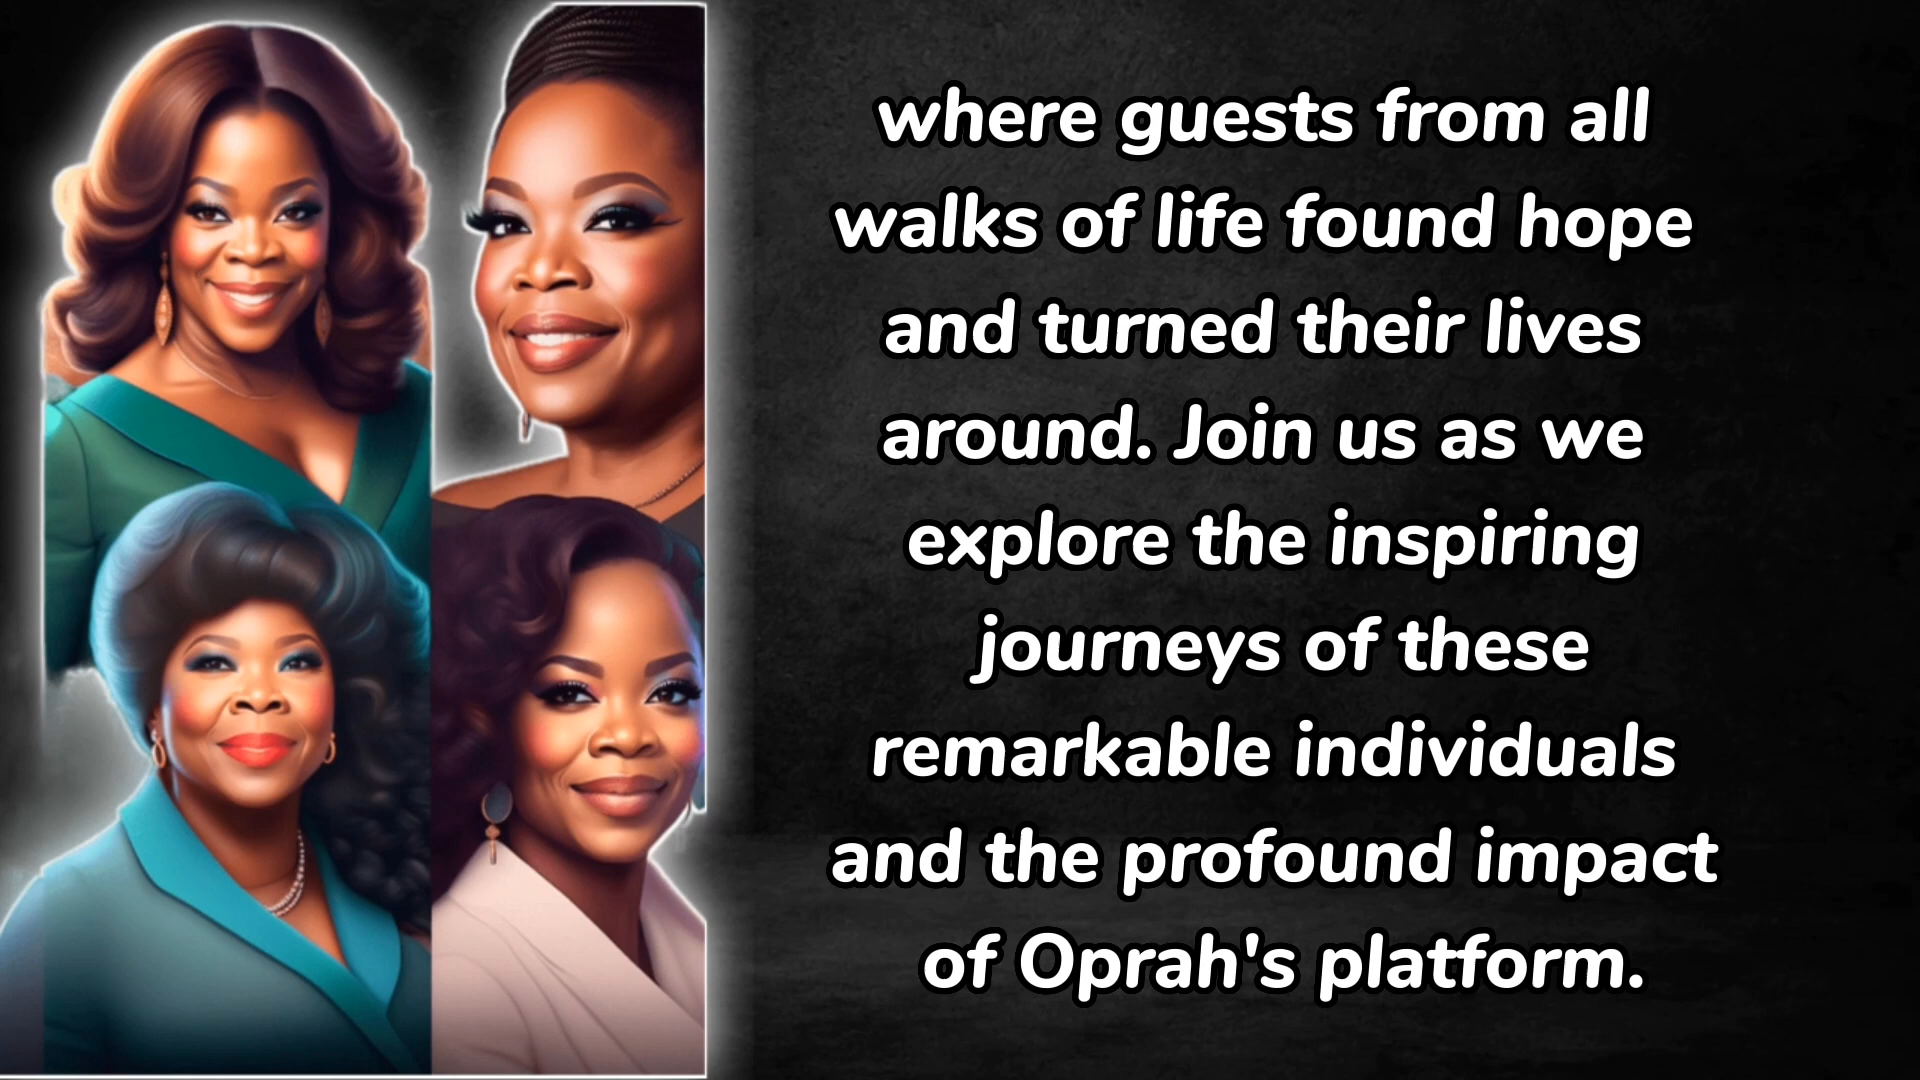 where guests from all
walks of life found hope
and turned their lives
around. Join us as we
explore the inspiring
journeys of these
remarkable individuals
and the profound impact
of Oprah's platform.